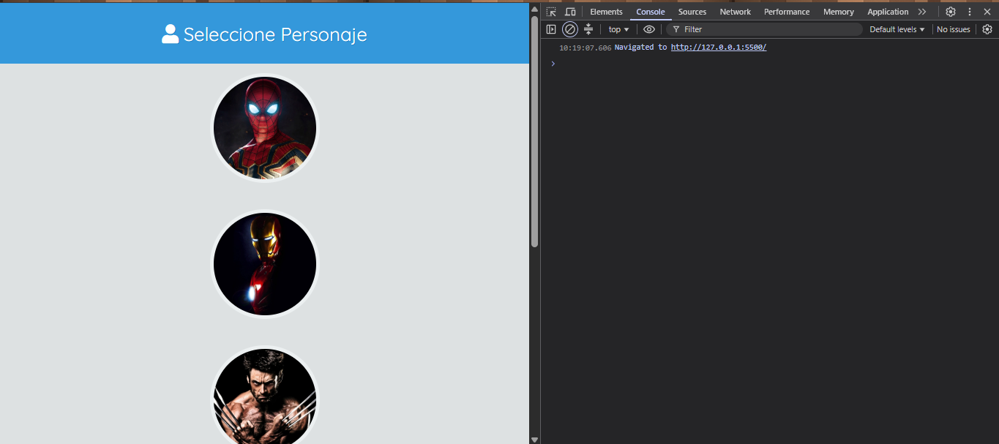 Seleccione Personaje
Elements Console Sources Network Performance Memory Application
top Filter Default levels No issues
10:19:07.606 Navigated to http://127.0.0.1:5500/